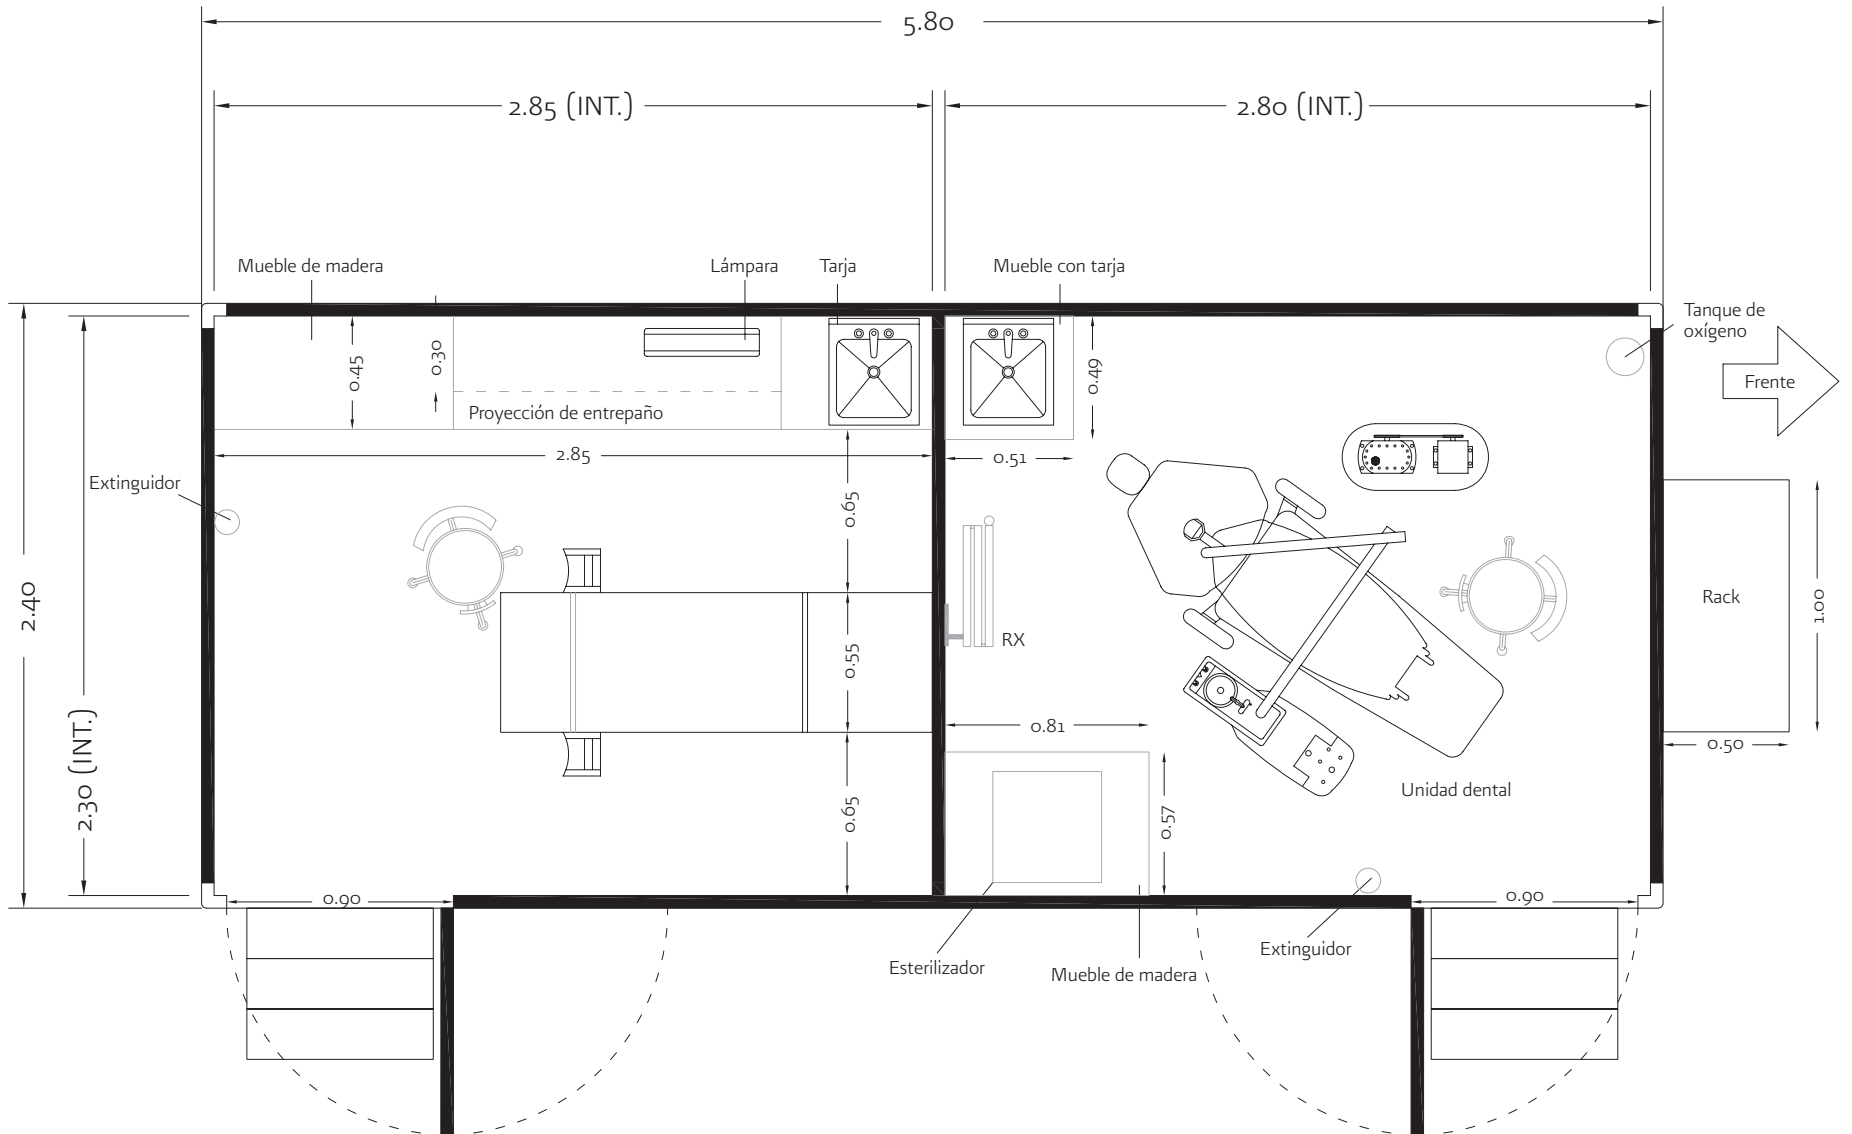 5.80
2.85 (INT.)
2.80 (INT.)
Mueble de madera
Lámpara
Tarja
Mueble con tarja
Tanque de
oxígeno
Frente
0.45
0.30
0.49
Proyección de entrepaño
2.85
0.51
Extinguidor
0.65
2.40
2.30 (INT.)
0.55
RX
Rack
1.00
0.81
0.50
0.65
0.57
Unidad dental
0.90
0.90
Esterilizador
Mueble de madera
Extinguidor